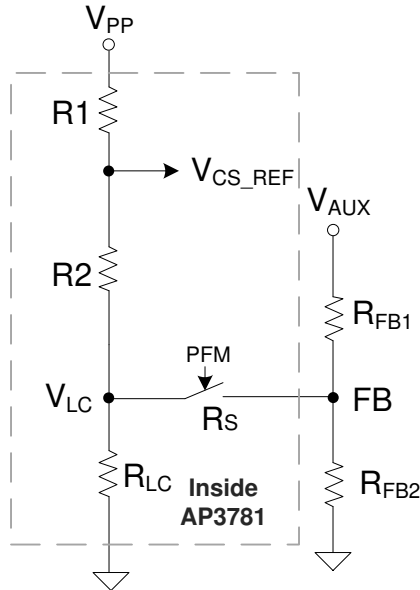 VPP
R1
VCS_REF
VAUX
R2
RFB1
PFM
VLC
RS
FB
RLC
Inside
AP3781
RFB2